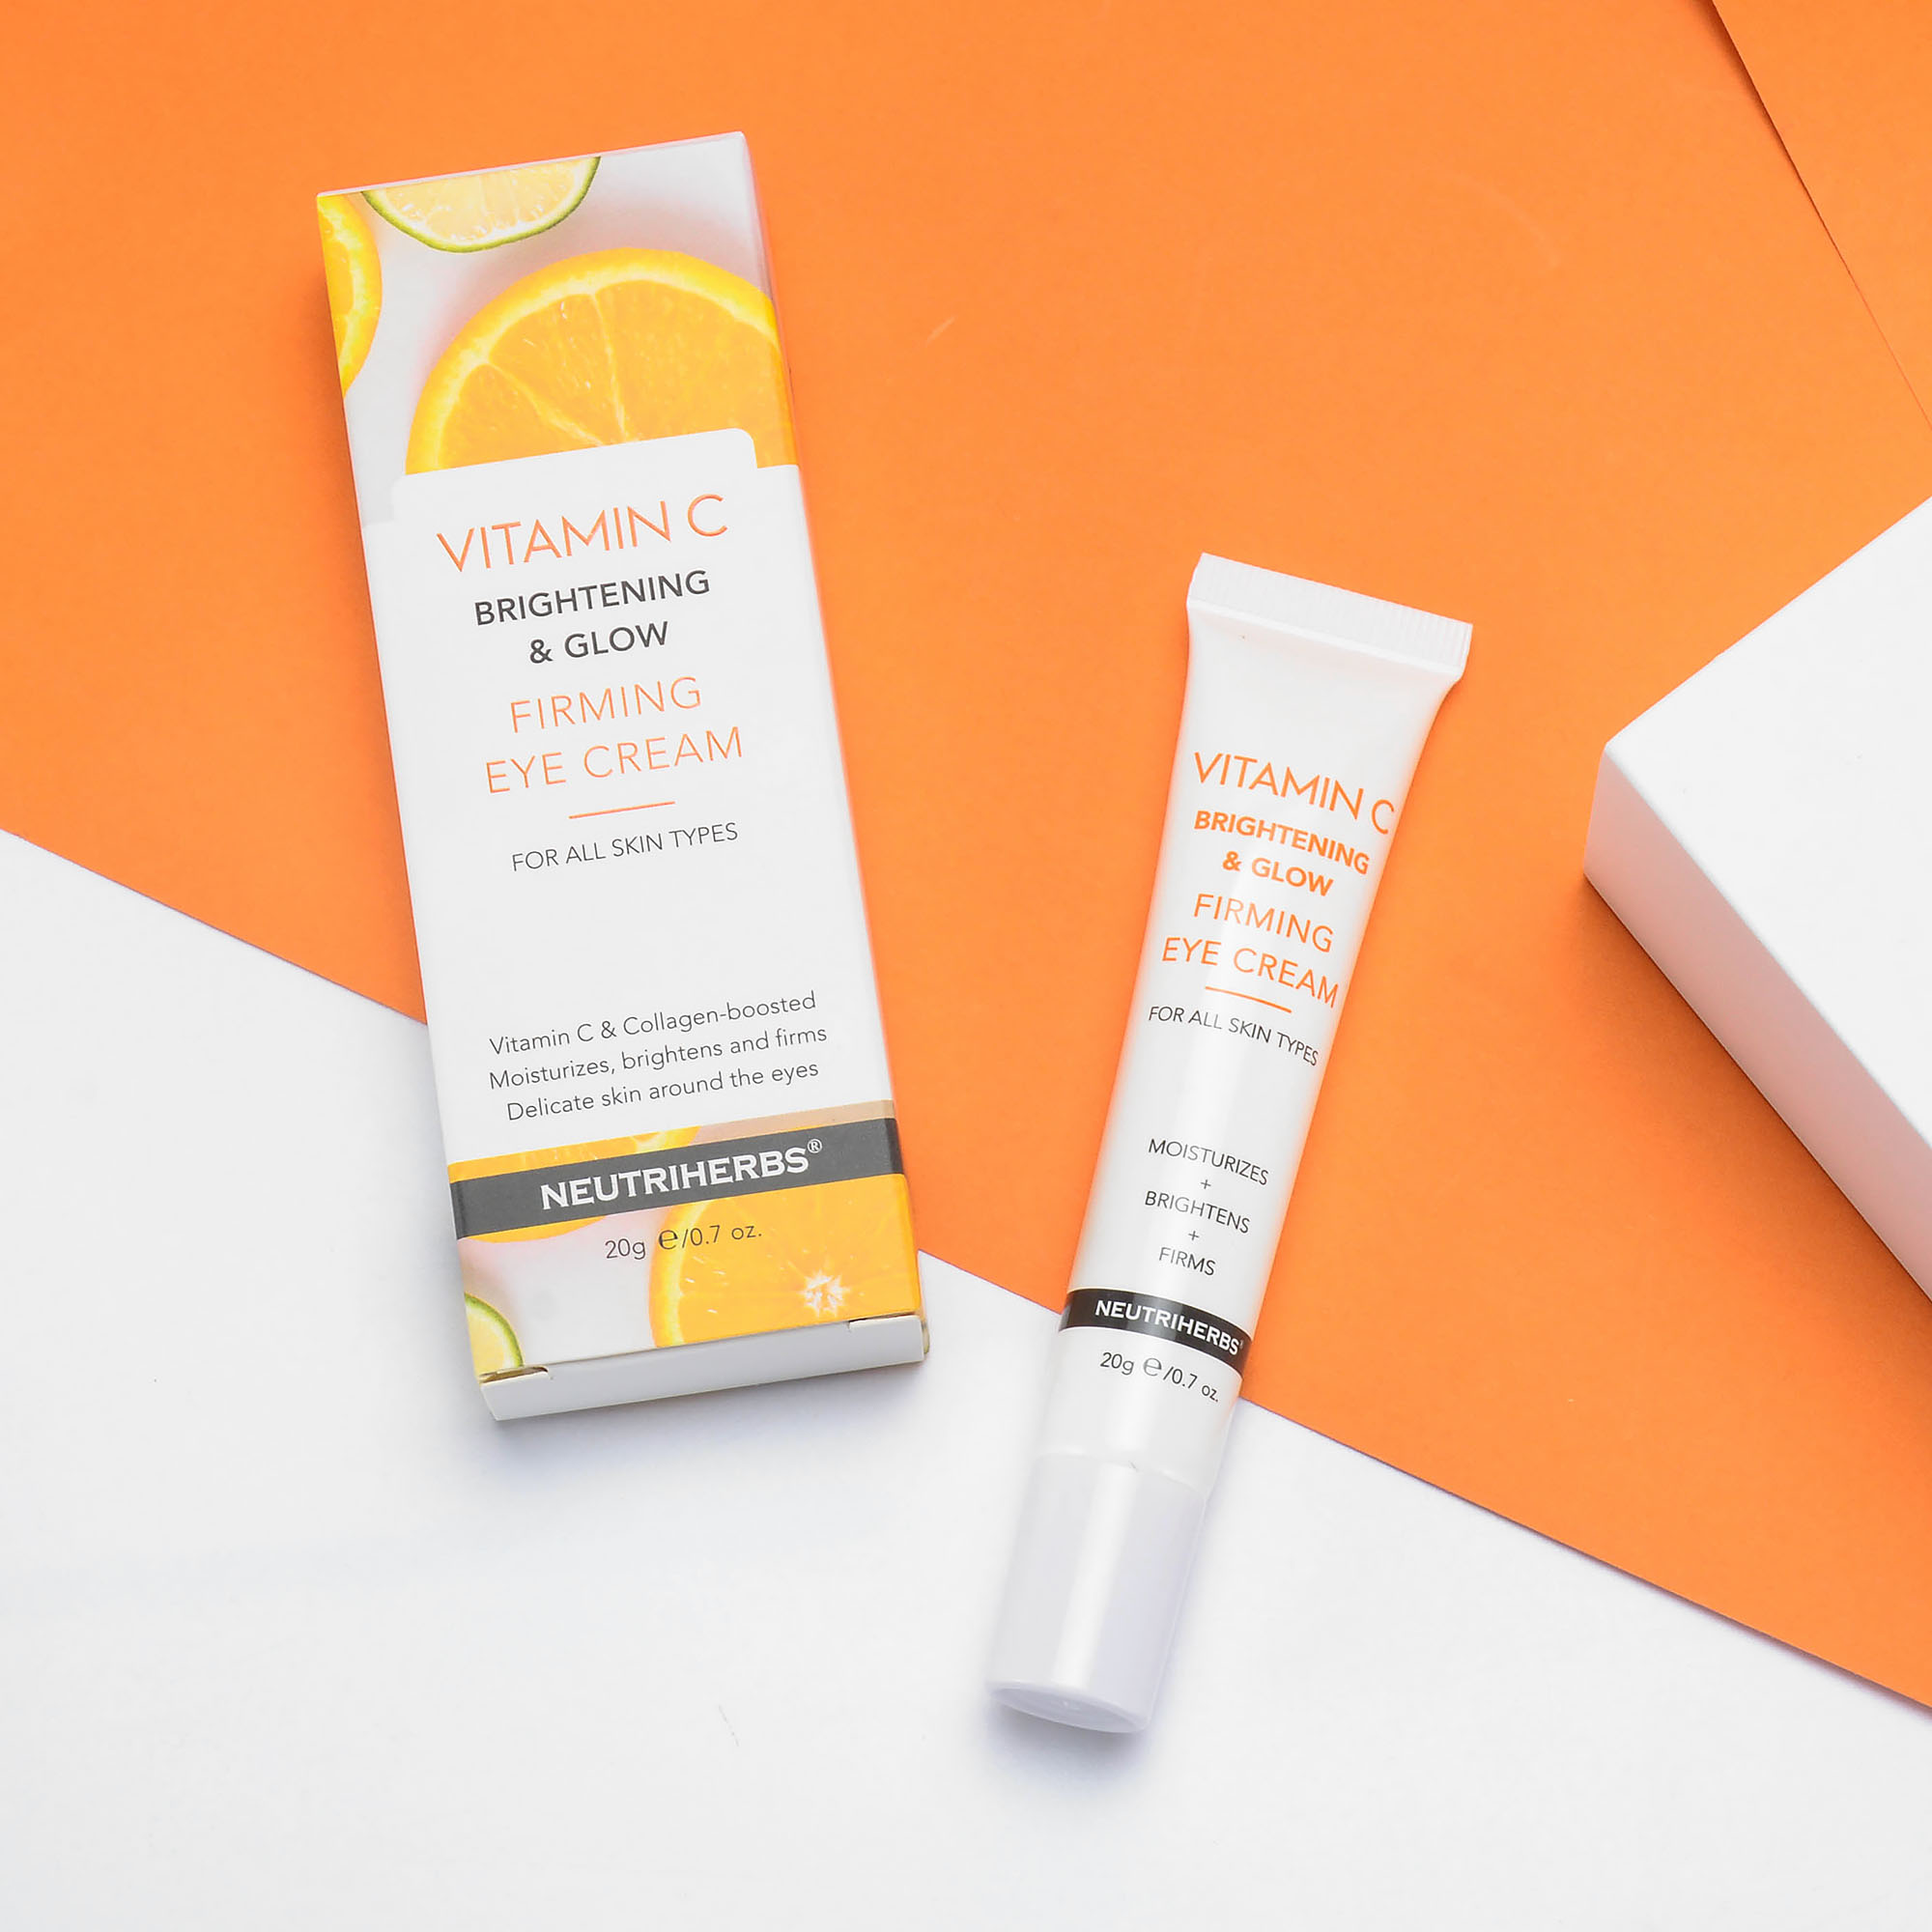 VITAMIN C
BRIGHTENING
& GLOW
FIRMING
EYE CREAM
FOR ALL SKIN TYPES
Vitamin C & Collagen-boosted
Moisturizes, brightens and firms
Delicate skin around the eyes
NEUTRIHERBS®
20g ℮/0.7 oz.
VITAMIN C
BRIGHTENING
& GLOW
FIRMING
EYE CREAM
FOR ALL SKIN TYPES
MOISTURIZES
+
BRIGHTENS
+
FIRMS
NEUTRIHERBS®
20g ℮/0.7 oz.